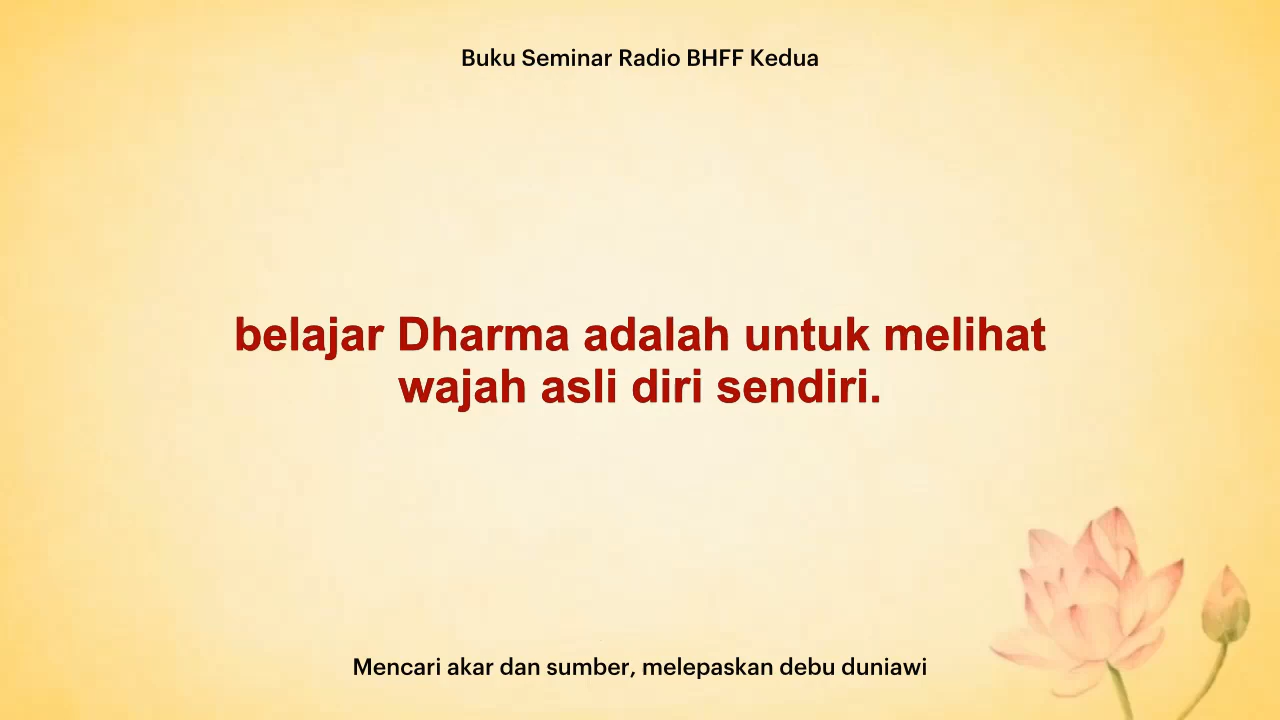 Buku Seminar Radio BHFF Kedua
belajar Dharma adalah untuk melihat
wajah asli diri sendiri.
Mencari akar dan sumber, melepaskan debu duniawi